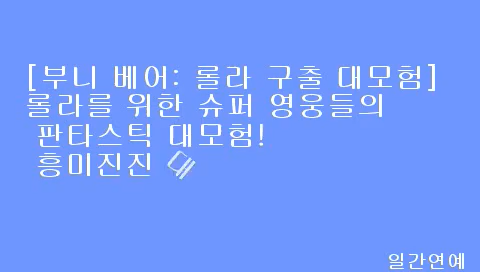 [부니 베어: 롤라 구출 대모험]
롤라를 위한 슈퍼 영웅들의
판타스틱 대모험!
흥미진진 대
일간연예